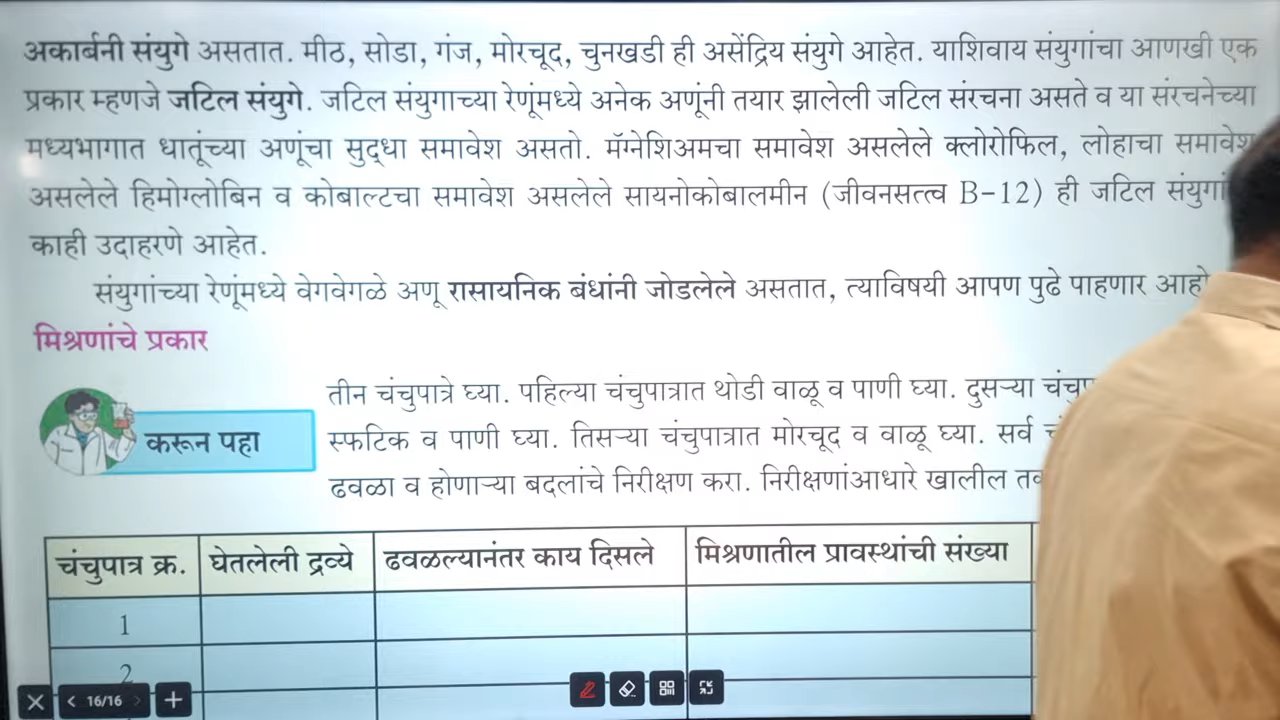 अकार्बनी संयुगे असतात. मीठ, सोडा, गंज, मोरचूद, चुनखडी ही असेंद्रिय संयुगे आहेत. याशिवाय संयुगांचा आणखी एक
प्रकार म्हणजे जटिल संयुगे. जटिल संयुगाच्या रेणूंमध्ये अनेक अणूंनी तयार झालेली जटिल संरचना असते व या संरचनेच्या
मध्यभागात धातूंच्या अणूंचा सुद्धा समावेश असतो. मॅग्नेशिअमचा समावेश असलेले क्लोरोफिल, लोहाचा समावेश
असलेले हिमोग्लोबिन व कोबाल्टचा समावेश असलेले सायनोकोबालमीन (जीवनसत्त्व B-12) ही जटिल
काही उदाहरणे आहेत.
संयुगांच्या रेणूंमध्ये वेगवेगळे अणू रासायनिक बंधांनी जोडलेले असतात, त्याविषयी आपण पुढे पाहणार
मिश्रणांचे प्रकार
तीन चंचुपात्रे घ्या. पहिल्या चंचुपात्रात थोडी वाळू व पाणी घ्या. दुसऱ्या
करून पहा
स्फटिक व पाणी घ्या. तिसऱ्या चंचुपात्रात मोरचूद व वाळू घ्या. सर्व
ढवळा व होणाऱ्या बदलांचे निरीक्षण करा. निरीक्षणांआधारे खालील
चंचुपात्र क्र. घेतलेली द्रव्ये ढवळल्यानंतर काय दिसले मिश्रणातील प्रावस्थांची संख्या
1
2
16/16